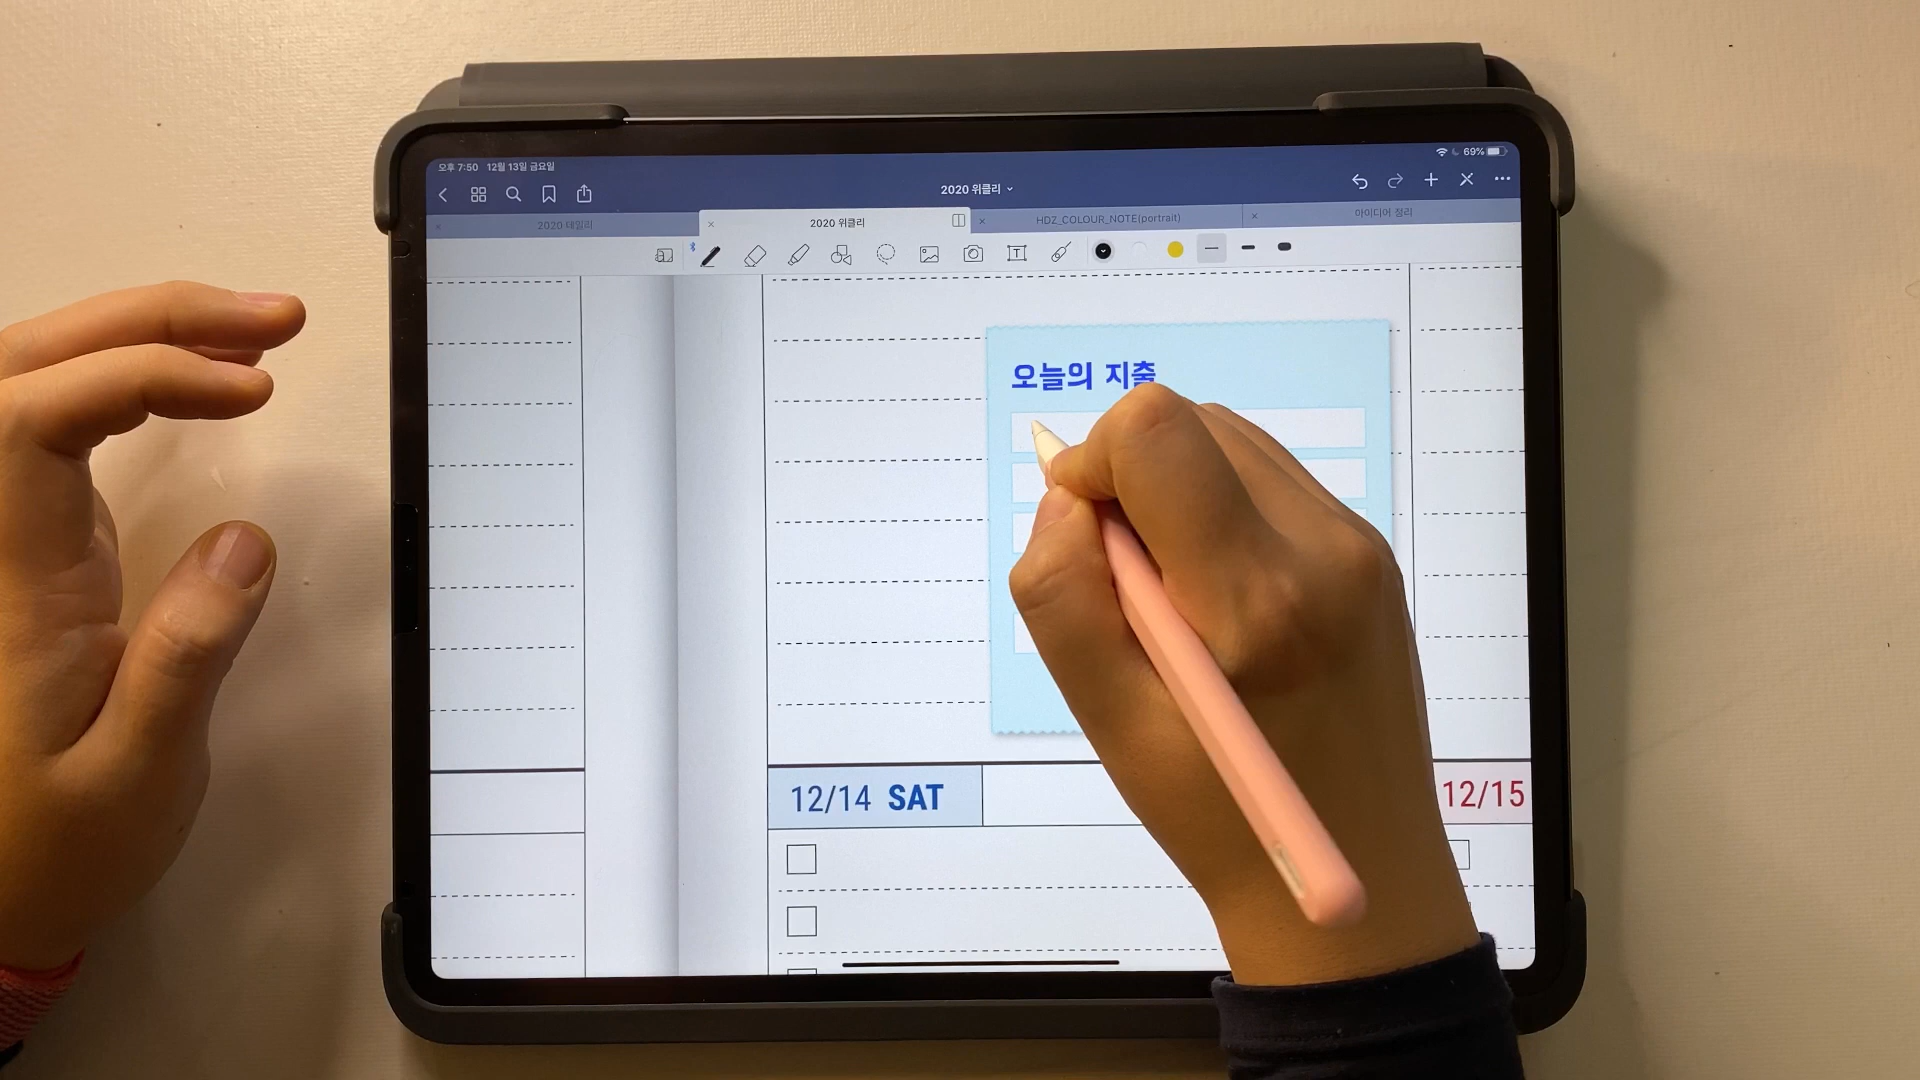 오후 7:50 12월 13일 금요일
69%
2020 위클리
2020 데일리
2020 위클리
HDZ_COLOUR_NOTE(portrait)
아이디어 정리
T
오늘의 지출
12/14 SAT
12/15